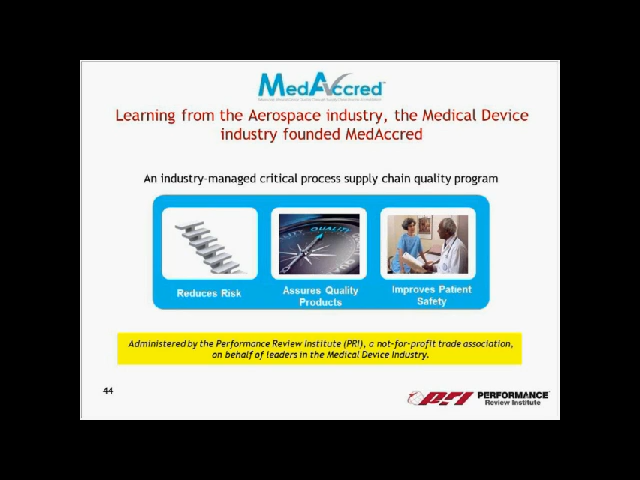 MedAccred
Learning from the Aerospace industry, the Medical Device
industry founded MedAccred
An industry-managed critical process supply chain quality program
QUALITY
Reduces Risk
Assures Quality
Products
Improves Patient
Safety
Administered by the Performance Review Institute (PRI), a not-for-profit trade association,
on behalf of leaders in the Medical Device Industry.
44
PRI PERFORMANCE
Review Institute